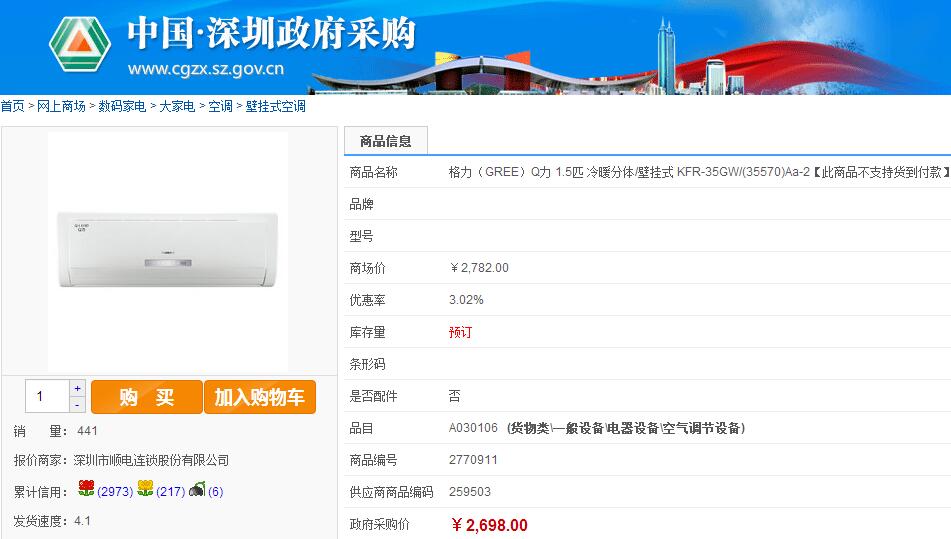 中国·深圳政府采购
www.cgzx.sz.gov.cn
首页 > 网上商场 > 数码家电 > 大家电 > 空调 > 壁挂式空调
商品信息
商品名称 格力（GREE）Q力 1.5匹 冷暖分体/壁挂式 KFR-35GW/(35570)Aa-2【此商品不支持货到付款】
品牌
型号
商场价 ￥2,782.00
优惠率 3.02%
库存量 预订
条形码
是否配件 否
品目 A030106 (货物类\一般设备\电器设备\空气调节设备)
商品编号 2770911
供应商商品编码 259503
政府采购价 ￥2,698.00
1 + -
购 买 加入购物车
销 量： 441
报价商家：深圳市顺电连锁股份有限公司
累计信用： (2973) (217) (6)
发货速度：4.1